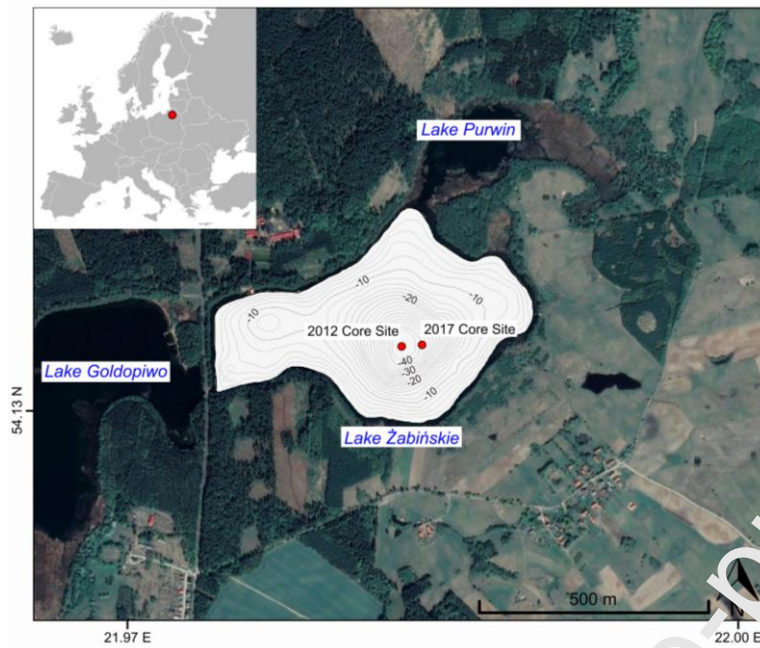 Lake Purwin
-10
-20
-10
-10
2012 Core Site
2017 Core Site
-40
-30
-20
-10
Lake Goldopiwo
54.13 N
Lake Żabińskie
500 m
N
21.97 E
22.00 E